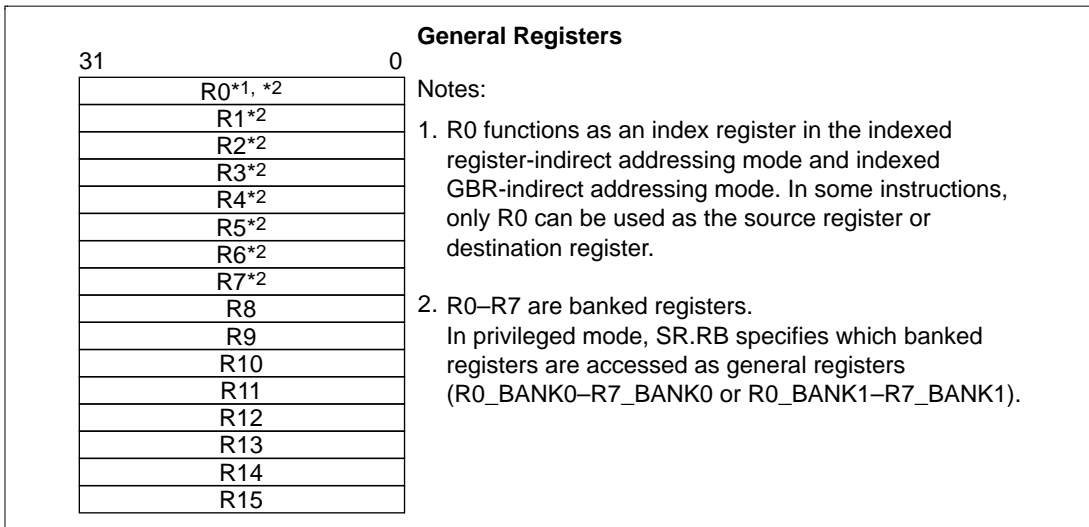 General Registers
31 0
R0*1, *2
R1*2
R2*2
R3*2
R4*2
R5*2
R6*2
R7*2
R8
R9
R10
R11
R12
R13
R14
R15
Notes:
1. R0 functions as an index register in the indexed
register-indirect addressing mode and indexed
GBR-indirect addressing mode. In some instructions,
only R0 can be used as the source register or
destination register.
2. R0–R7 are banked registers.
In privileged mode, SR.RB specifies which banked
registers are accessed as general registers
(R0_BANK0–R7_BANK0 or R0_BANK1–R7_BANK1).